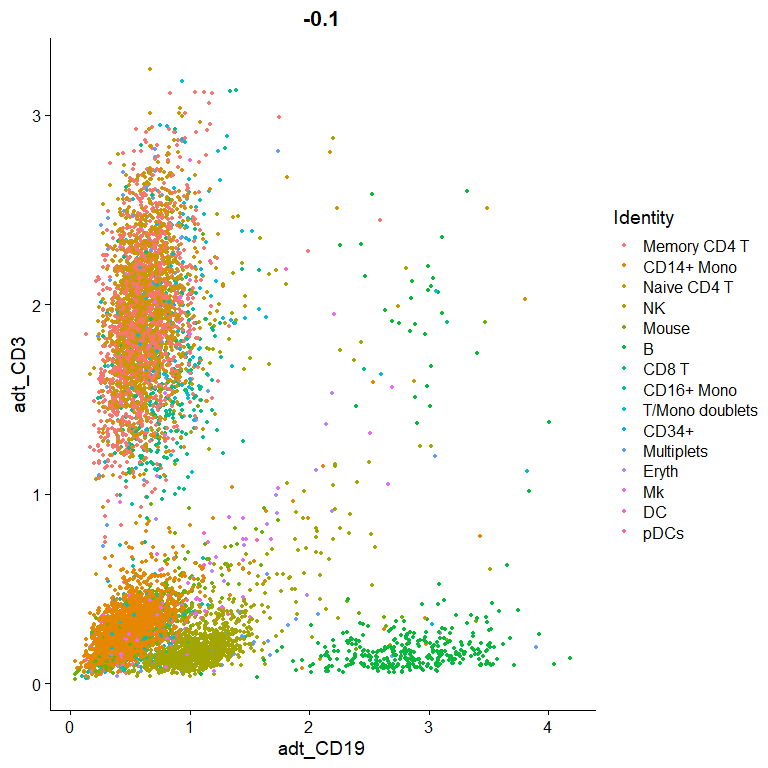 -0.1
adt_CD3
3
2
1
0
0 1 2 3 4
adt_CD19
Identity
Memory CD4 T
CD14+ Mono
Naive CD4 T
NK
Mouse
B
CD8 T
CD16+ Mono
T/Mono doublets
CD34+
Multiplets
Eryth
Mk
DC
pDCs